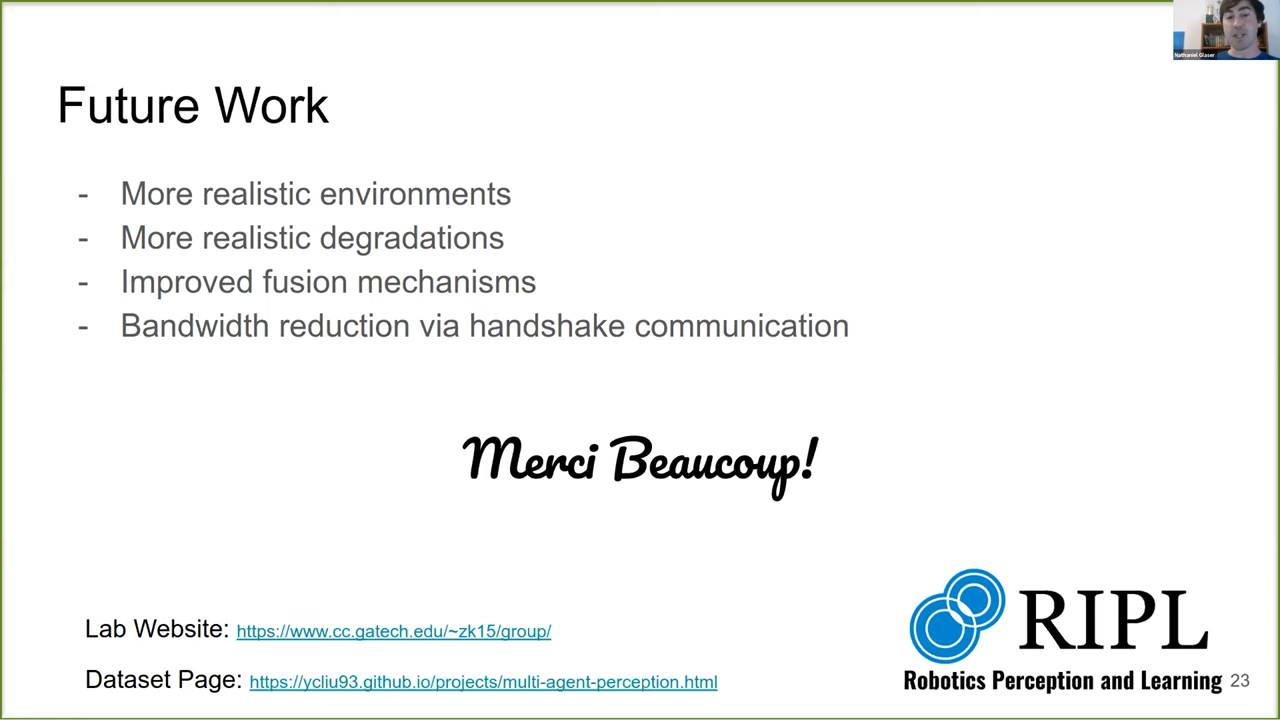 Nathaniel Glaser
Future Work
- More realistic environments
- More realistic degradations
- Improved fusion mechanisms
- Bandwidth reduction via handshake communication
Merci Beaucoup!
Lab Website: https://www.cc.gatech.edu/~zk15/group/
Dataset Page: https://ycliu93.github.io/projects/multi-agent-perception.html
RIPL
Robotics Perception and Learning
23